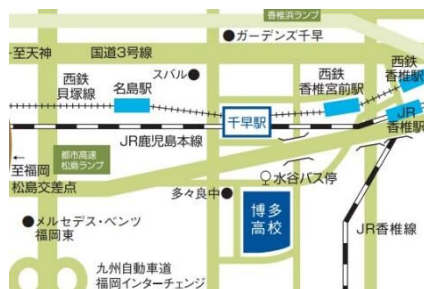 香椎浜ランプ
●ガーデンズ千早
←至天神
国道3号線
西鉄
貝塚線
名島駅
スバル●
西鉄
香椎宮前駅
西鉄
香椎駅
千早駅
JR
香椎駅
JR鹿児島本線
←
至福岡
都市高速
松島ランプ
松島交差点
水谷バス停
多々良中●
博多
高校
●メルセデス・ベンツ
福岡東
JR香椎線
九州自動車道
福岡インターチェンジ